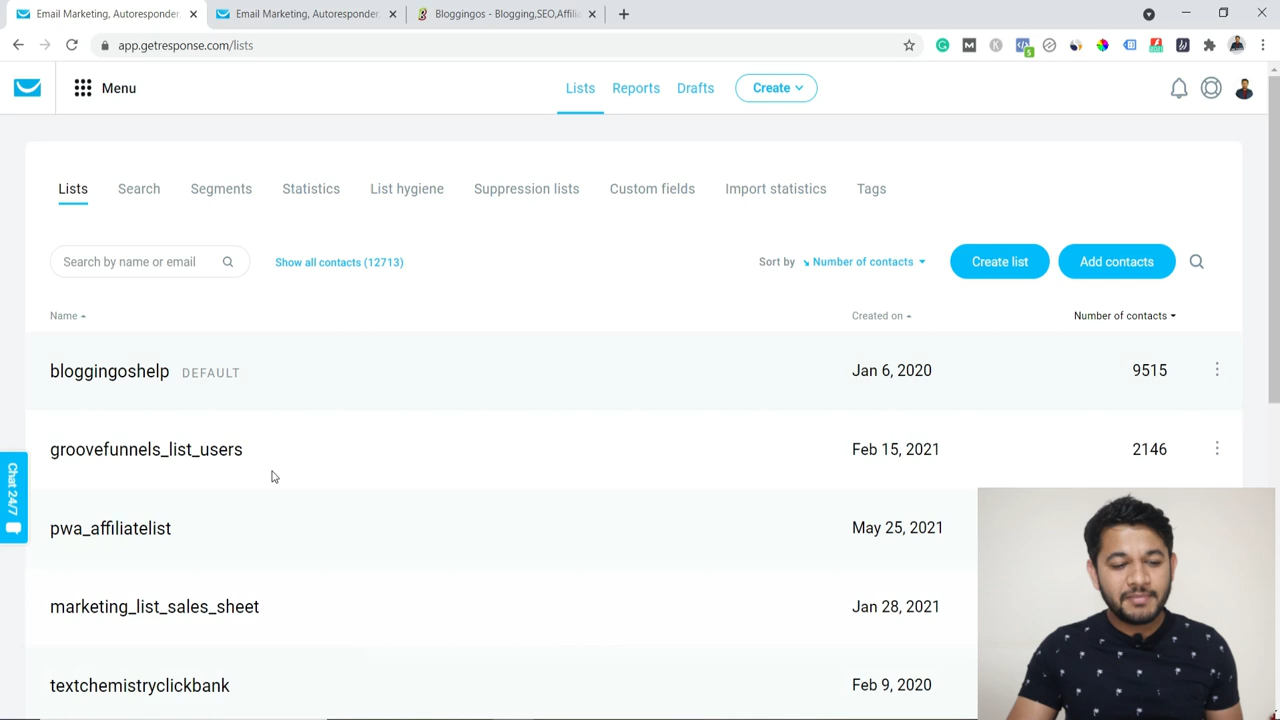 Email Marketing, Autoresponder,
Email Marketing, Autoresponder,
Bloggingos - Blogging,SEO,Affili
app.getresponse.com/lists
Menu
Lists
Reports
Drafts
Create
Lists
Search
Segments
Statistics
List hygiene
Suppression lists
Custom fields
Import statistics
Tags
Search by name or email
Show all contacts (12713)
Sort by
Number of contacts
Create list
Add contacts
Name
Created on
Number of contacts
bloggingoshelp DEFAULT
Jan 6, 2020
9515
groovefunnels_list_users
Feb 15, 2021
2146
pwa_affiliatelist
May 25, 2021
marketing_list_sales_sheet
Jan 28, 2021
textchemistryclickbank
Feb 9, 2020
Chat 24/7